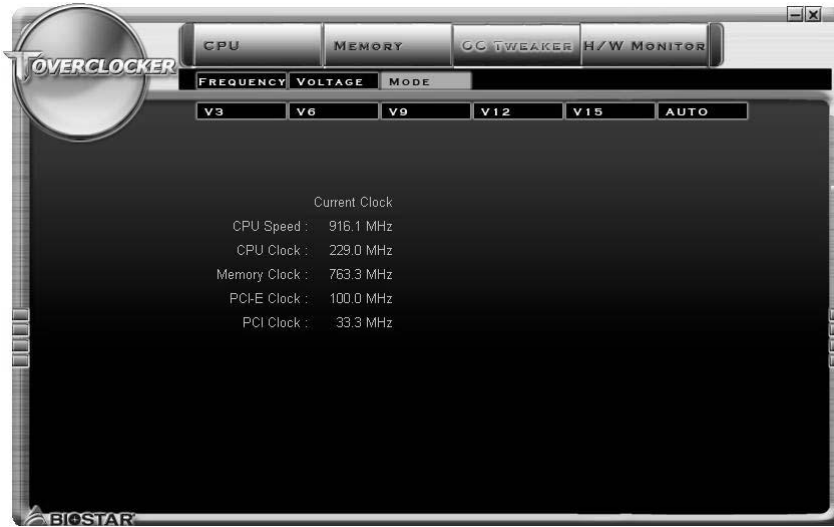 CPU MEMORY OC TWEAKER H/W MONITOR
TOVERCLOCKER
FREQUENCY VOLTAGE MODE
V3 V6 V9 V12 V15 AUTO
Current Clock
CPU Speed : 916.1 MHz
CPU Clock : 229.0 MHz
Memory Clock : 763.3 MHz
PCI-E Clock : 100.0 MHz
PCI Clock : 33.3 MHz
BIOSTAR